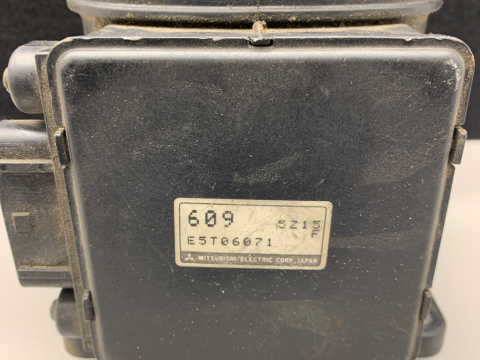 609 5Z15
E5T06071
MITSUBISHI ELECTRIC CORP. JAPAN